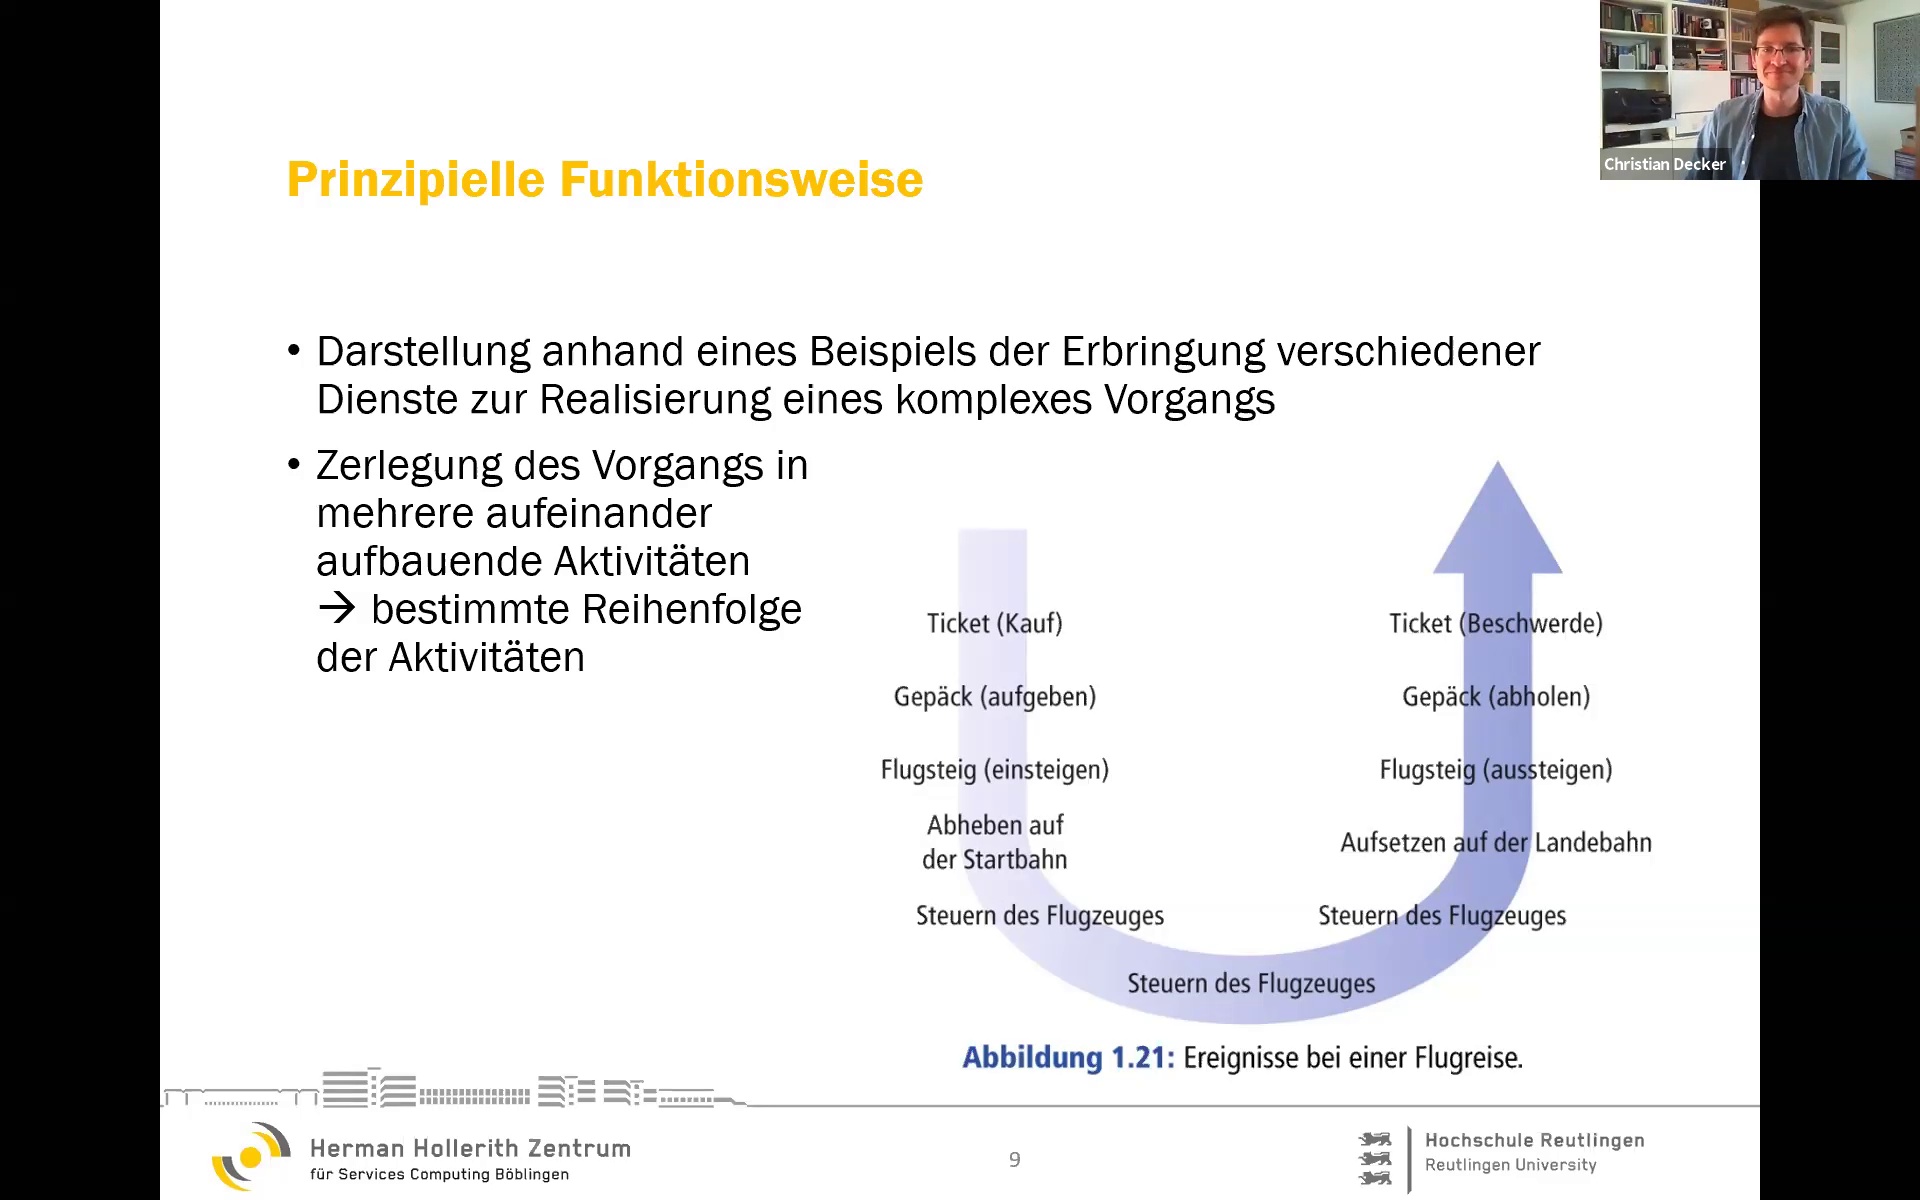 Christian Decker
Prinzipielle Funktionsweise
• Darstellung anhand eines Beispiels der Erbringung verschiedener
Dienste zur Realisierung eines komplexes Vorgangs
• Zerlegung des Vorgangs in
mehrere aufeinander
aufbauende Aktivitäten
→ bestimmte Reihenfolge
der Aktivitäten
Ticket (Kauf)
Gepäck (aufgeben)
Flugsteig (einsteigen)
Abheben auf
der Startbahn
Steuern des Flugzeuges
Steuern des Flugzeuges
Steuern des Flugzeuges
Aufsetzen auf der Landebahn
Flugsteig (aussteigen)
Gepäck (abholen)
Ticket (Beschwerde)
Abbildung 1.21: Ereignisse bei einer Flugreise.
Herman Hollerith Zentrum
für Services Computing Böblingen
9
Hochschule Reutlingen
Reutlingen University